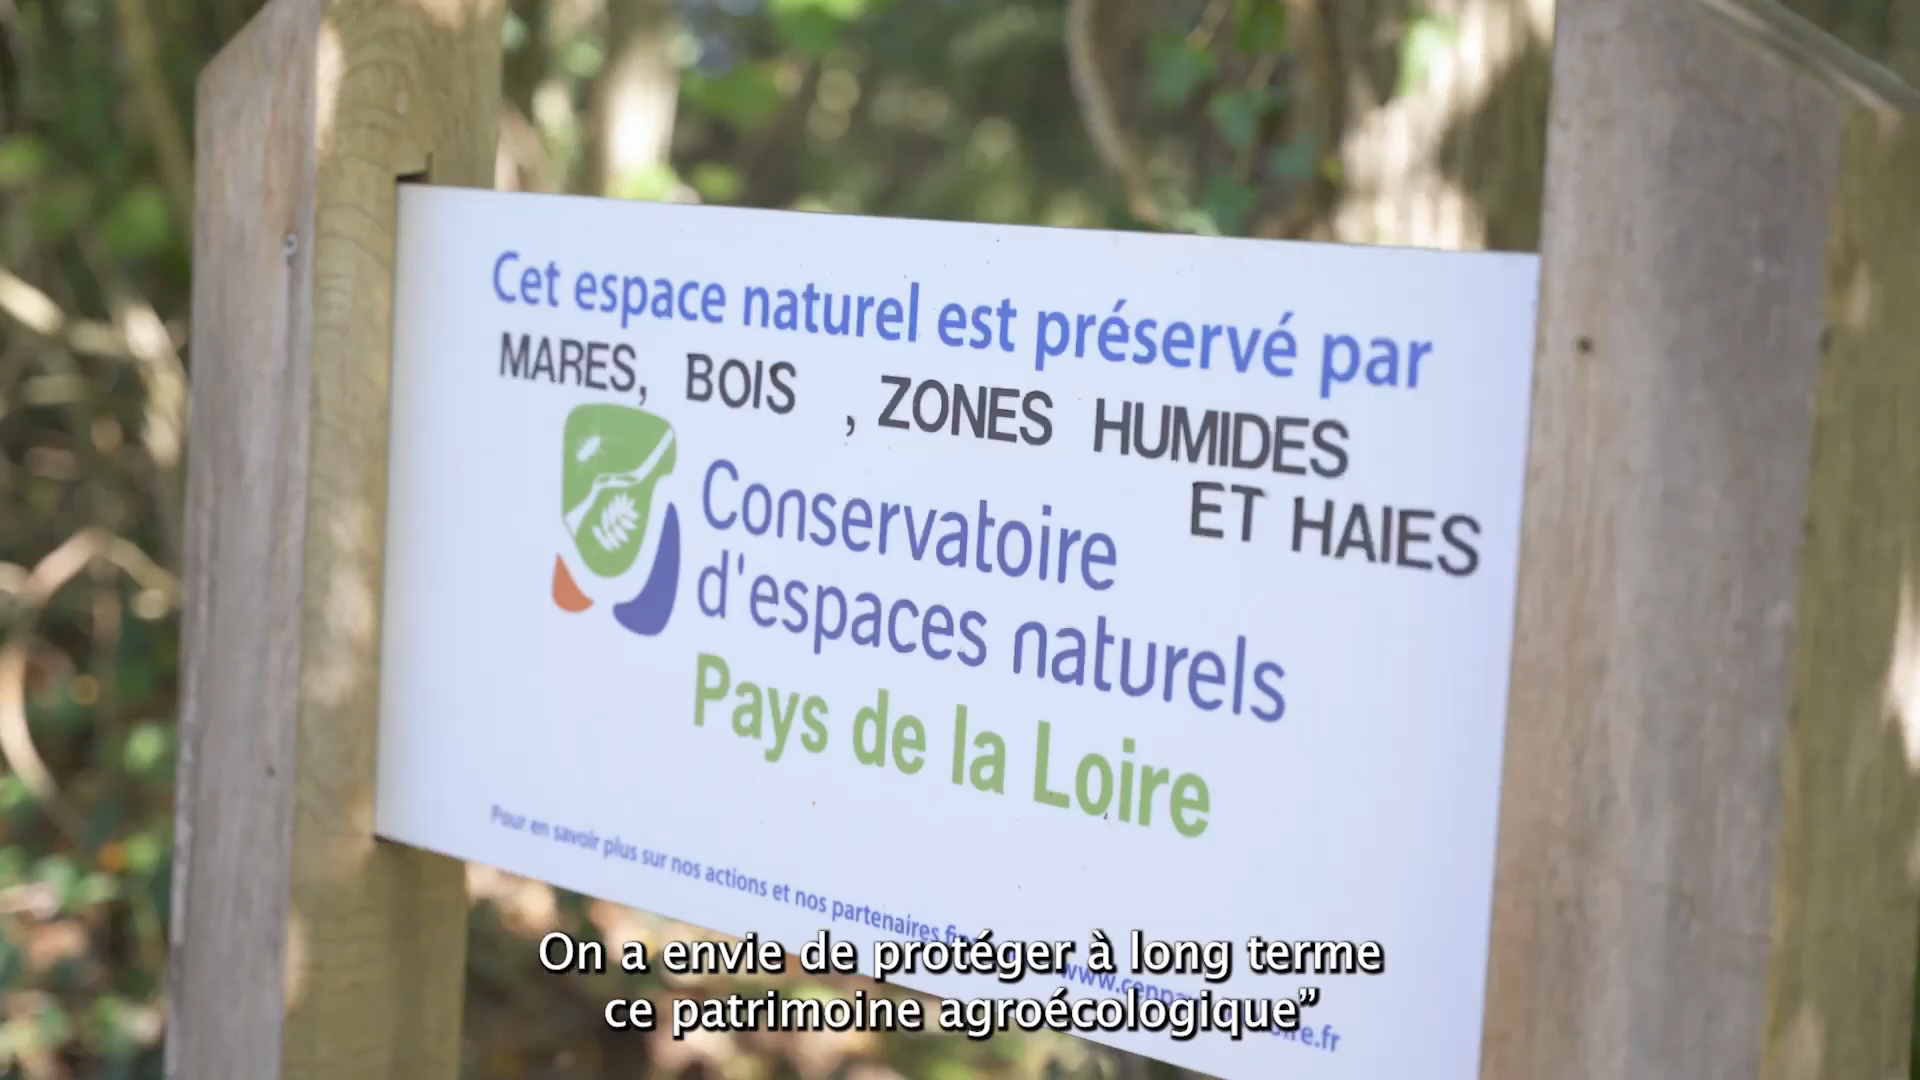 Cet espace naturel est préservé par
MARES, BOIS , ZONES HUMIDES
ET HAIES
Conservatoire
d'espaces naturels
Pays de la Loire
Pour en savoir plus sur nos actions et nos partenaires
On a envie de protéger à long terme
ce patrimoine agroécologique”